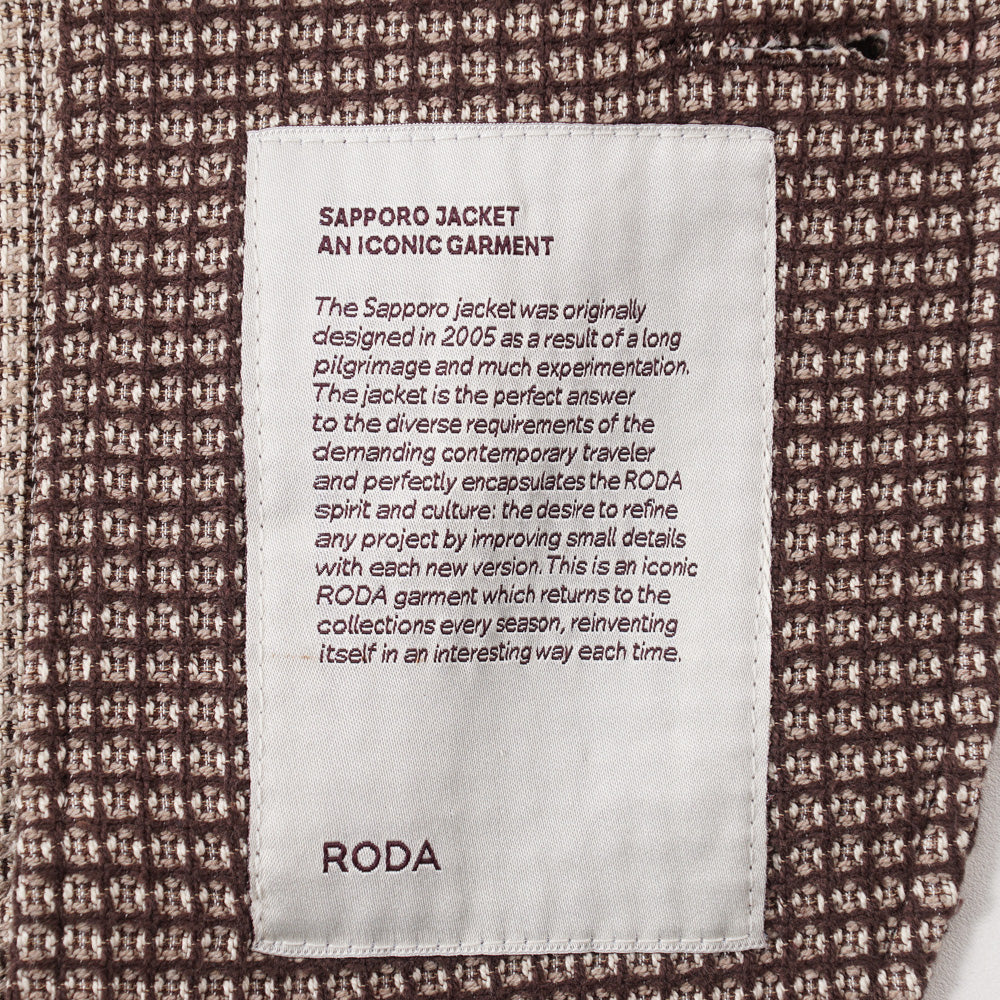 SAPPORO JACKET
AN ICONIC GARMENT
The Sapporo jacket was originally
designed in 2005 as a result of a long
pilgrimage and much experimentation.
The jacket is the perfect answer
to the diverse requirements of the
demanding contemporary traveler
and perfectly encapsulates the RODA
spirit and culture: the desire to refine
any project by improving small details
with each new version. This is an iconic
RODA garment which returns to the
collections every season, reinventing
itself in an interesting way each time.
RODA